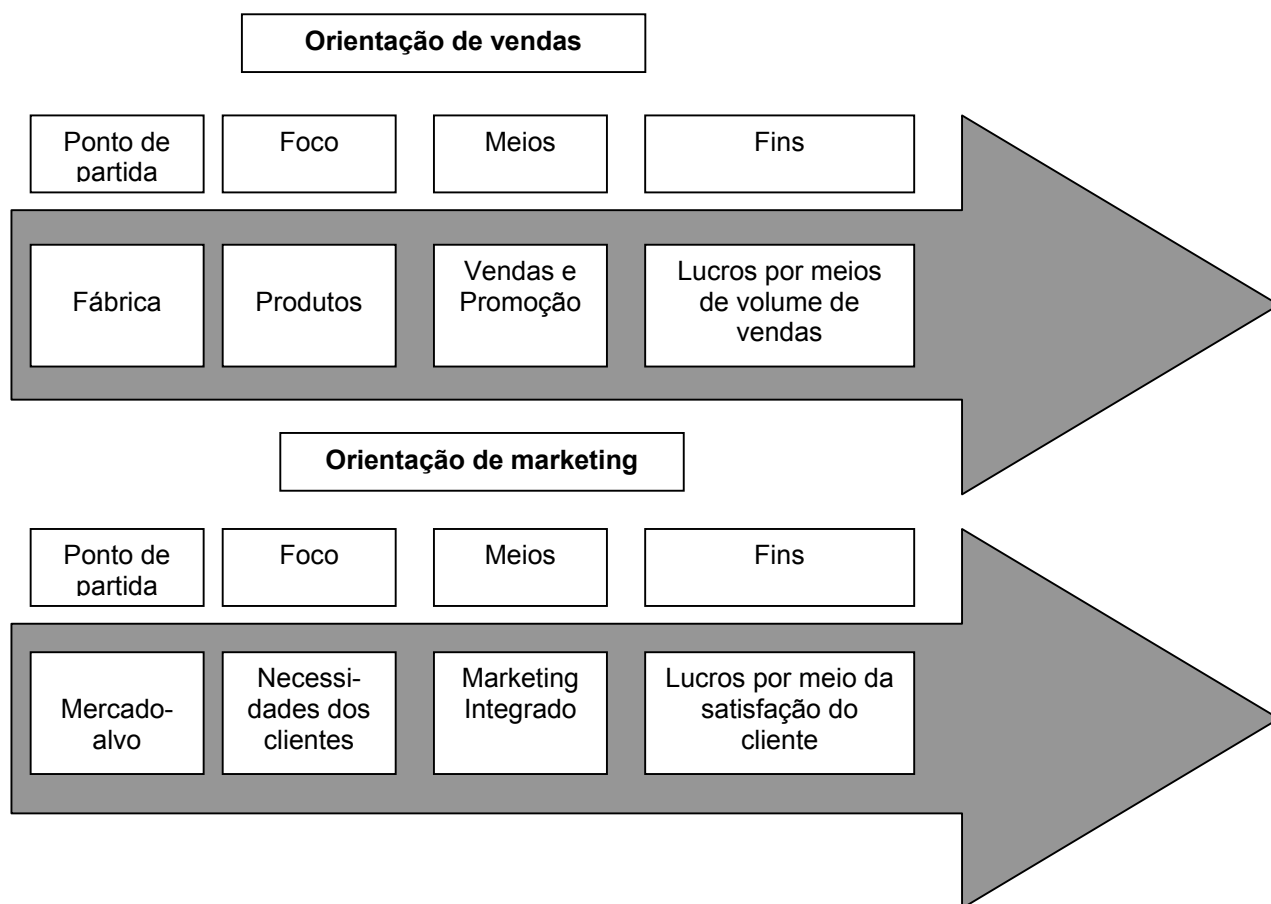 Orientação de vendas
Ponto de
partida
Foco
Meios
Fins
Fábrica
Produtos
Vendas e
Promoção
Lucros por meios
de volume de
vendas
Orientação de marketing
Ponto de
partida
Foco
Meios
Fins
Mercado-
alvo
Necessi-
dades dos
clientes
Marketing
Integrado
Lucros por meio da
satisfação do
cliente